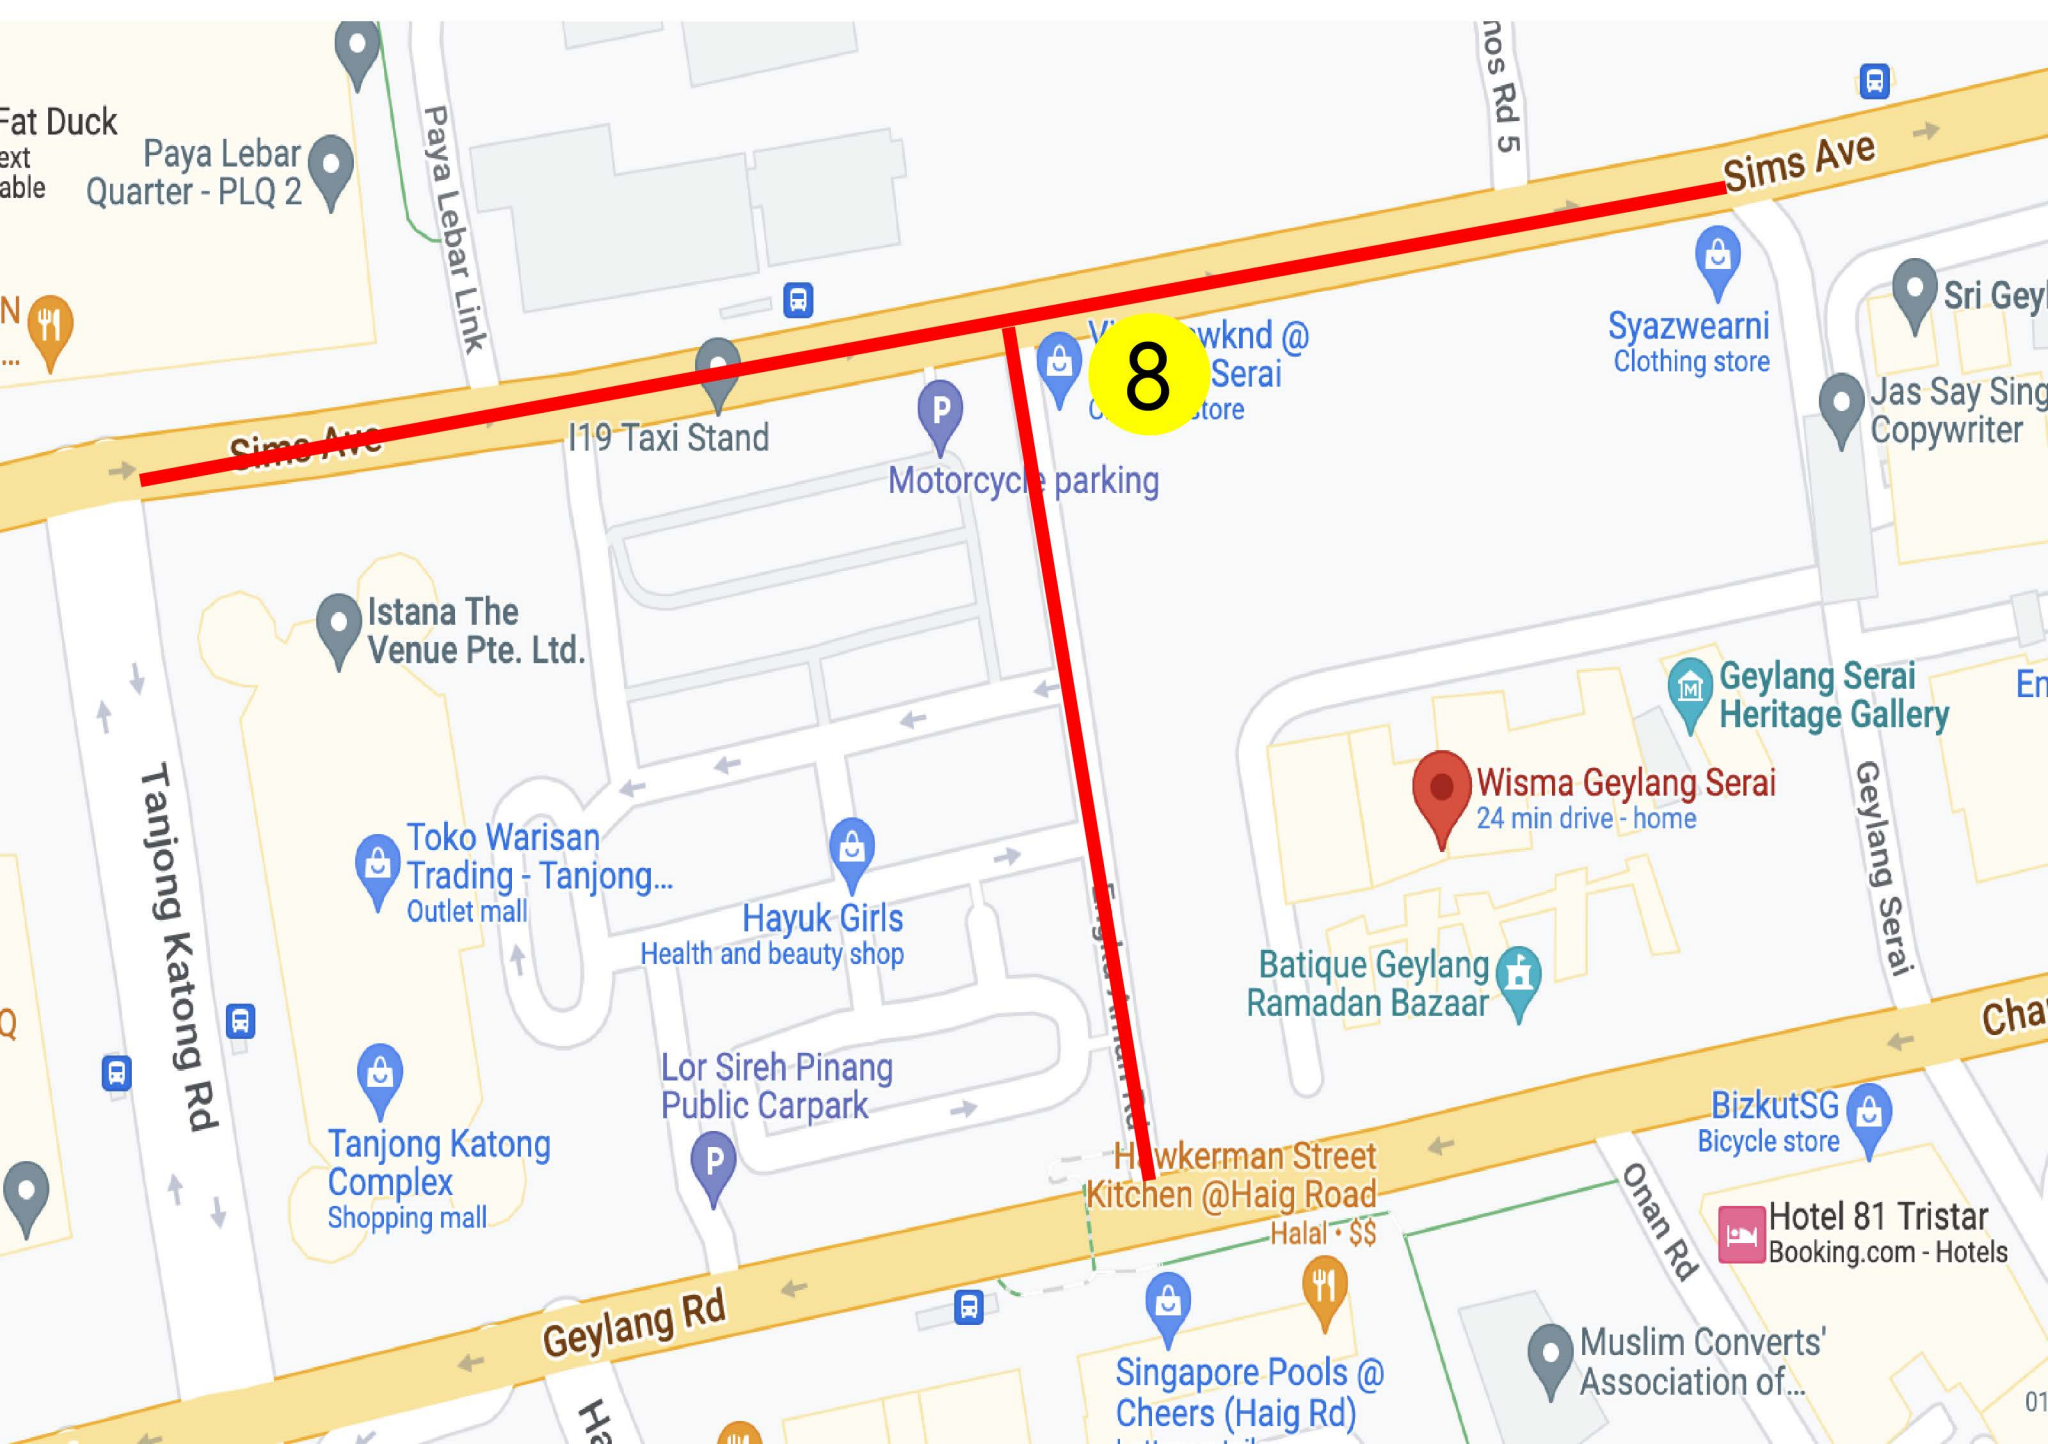 nos Rd 5
Fat Duck
ext
able
Paya Lebar
Quarter - PLQ 2
Paya Lebar Link
Sims Ave
N
...
Sims Ave
I19 Taxi Stand
P
Motorcycle parking
8
wknd @
Serai
Syazwearni
Clothing store
Sri Geyl
Jas Say Sing
Copywriter
Istana The
Venue Pte. Ltd.
Geylang Serai
Heritage Gallery
M
En
Wisma Geylang Serai
24 min drive - home
Tanjong Katong Rd
Toko Warisan
Trading - Tanjong...
Outlet mall
Hayuk Girls
Health and beauty shop
Geylang Serai
Batique Geylang
Ramadan Bazaar
Q
Cha
Lor Sireh Pinang
Public Carpark
P
BizkutSG
Bicycle store
Tanjong Katong
Complex
Shopping mall
Hawkerman Street
Kitchen @Haig Road
Halal • $$
Onan Rd
Hotel 81 Tristar
Booking.com - Hotels
Geylang Rd
Ha
Singapore Pools @
Cheers (Haig Rd)
Muslim Converts'
Association of...
01